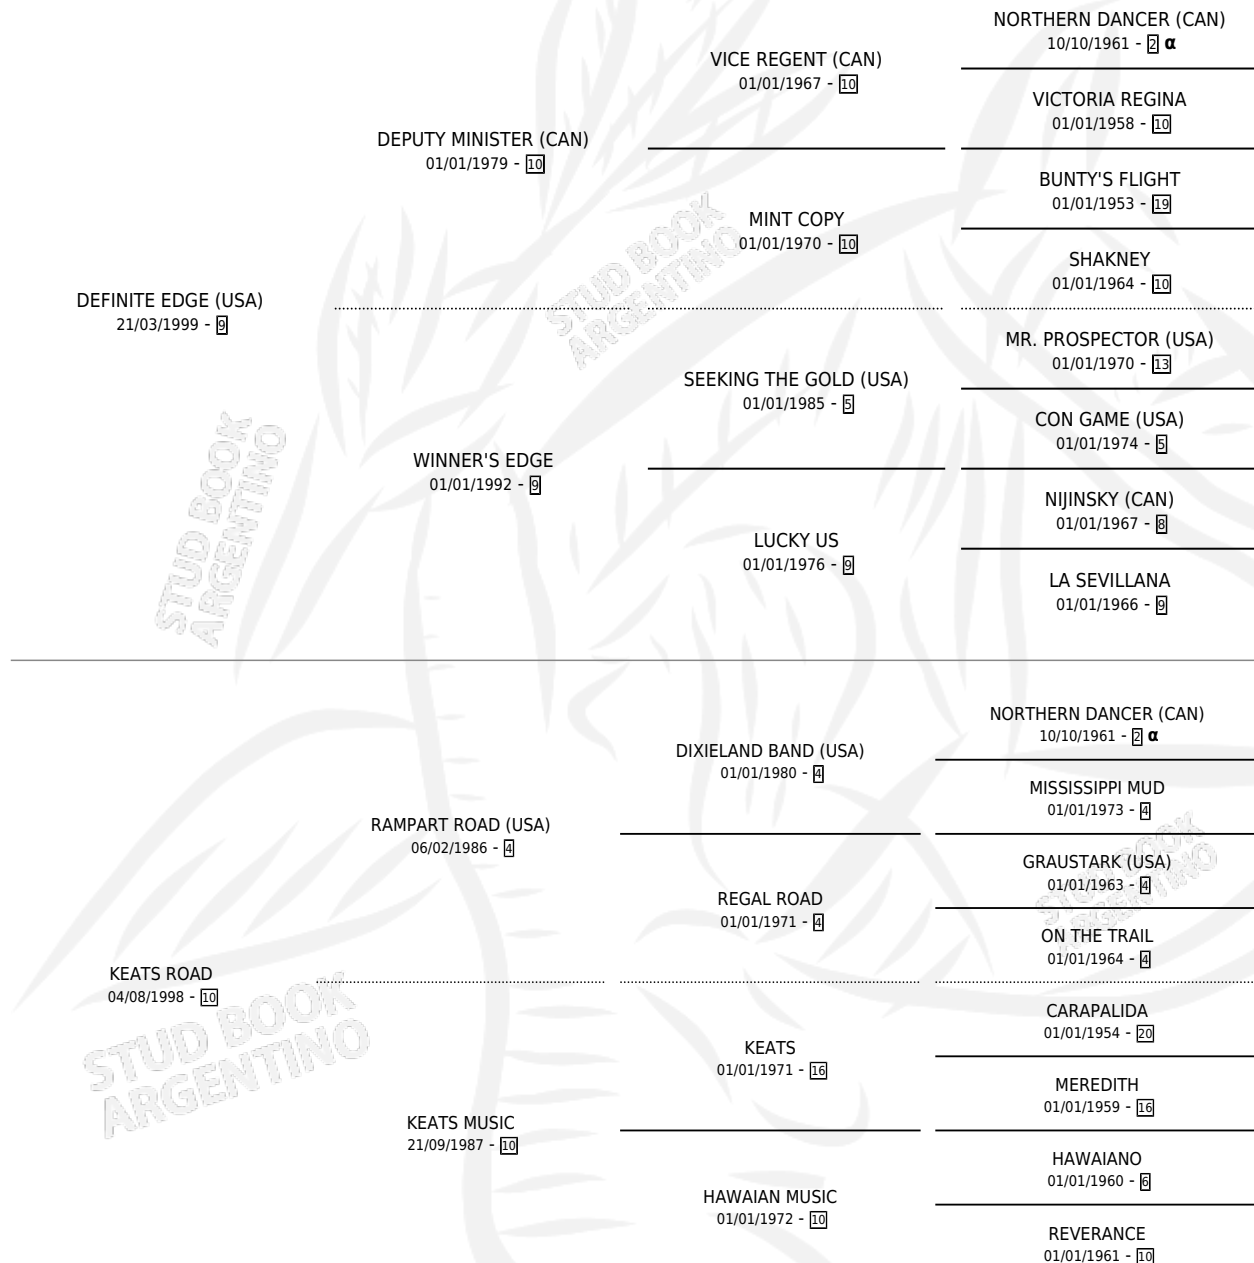 NORTHERN DANCER (CAN)
10/10/1961 - 2 α
VICE REGENT (CAN)
01/01/1967 - 10
VICTORIA REGINA
01/01/1958 - 10
DEPUTY MINISTER (CAN)
01/01/1979 - 10
BUNTY'S FLIGHT
01/01/1953 - 19
MINT COPY
01/01/1970 - 10
SHAKNEY
01/01/1964 - 10
DEFINITE EDGE (USA)
21/03/1999 - 9
MR. PROSPECTOR (USA)
01/01/1970 - 13
SEEKING THE GOLD (USA)
01/01/1985 - 5
CON GAME (USA)
01/01/1974 - 5
WINNER'S EDGE
01/01/1992 - 9
NIJINSKY (CAN)
01/01/1967 - 8
LUCKY US
01/01/1976 - 9
LA SEVILLANA
01/01/1966 - 9
NORTHERN DANCER (CAN)
10/10/1961 - 2 α
DIXIELAND BAND (USA)
01/01/1980 - 4
MISSISSIPPI MUD
01/01/1973 - 4
RAMPART ROAD (USA)
06/02/1986 - 4
GRAUSTARK (USA)
01/01/1963 - 4
REGAL ROAD
01/01/1971 - 4
ON THE TRAIL
01/01/1964 - 4
KEATS ROAD
04/08/1998 - 10
CARAPALIDA
01/01/1954 - 20
KEATS
01/01/1971 - 16
MEREDITH
01/01/1959 - 16
KEATS MUSIC
21/09/1987 - 10
HAWAIANO
01/01/1960 - 6
HAWAIAN MUSIC
01/01/1972 - 10
REVERANCE
01/01/1961 - 10
STUD BOOK
ARGENTINO
STUD BOOK
ARGENTINO
STUD BOOK
ARGENTINO
STUD BOOK
ARGENTINO